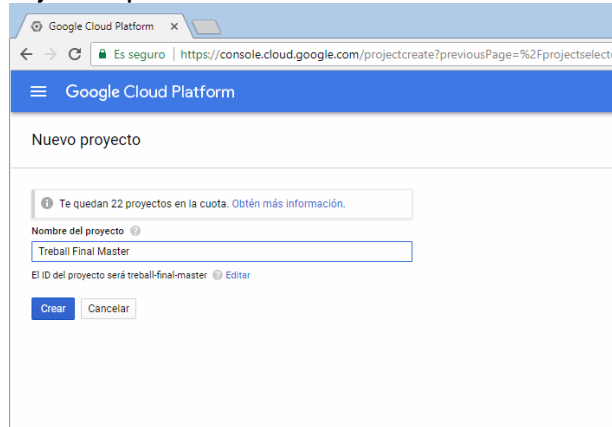 Google Cloud Platform
Es seguro | https://console.cloud.google.com/projectcreate?previousPage=%2Fprojectselect
Google Cloud Platform
Nuevo proyecto
Te quedan 22 proyectos en la cuota. Obtén más información.
Nombre del proyecto
Treball Final Master
El ID del proyecto será treball-final-master Editar
Crear Cancelar